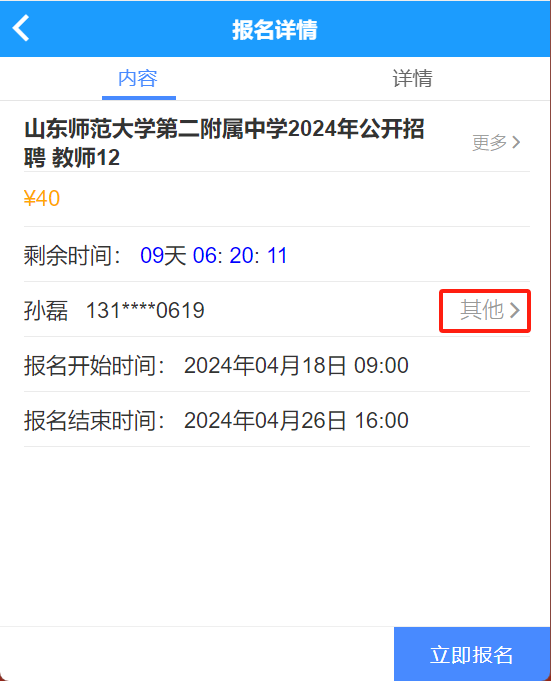 报名详情
内容 详情
山东师范大学第二附属中学2024年公开招
聘 教师12
更多
¥40
剩余时间： 09天 06: 20: 11
孙磊 131****0619 其他
报名开始时间： 2024年04月18日 09:00
报名结束时间： 2024年04月26日 16:00
立即报名